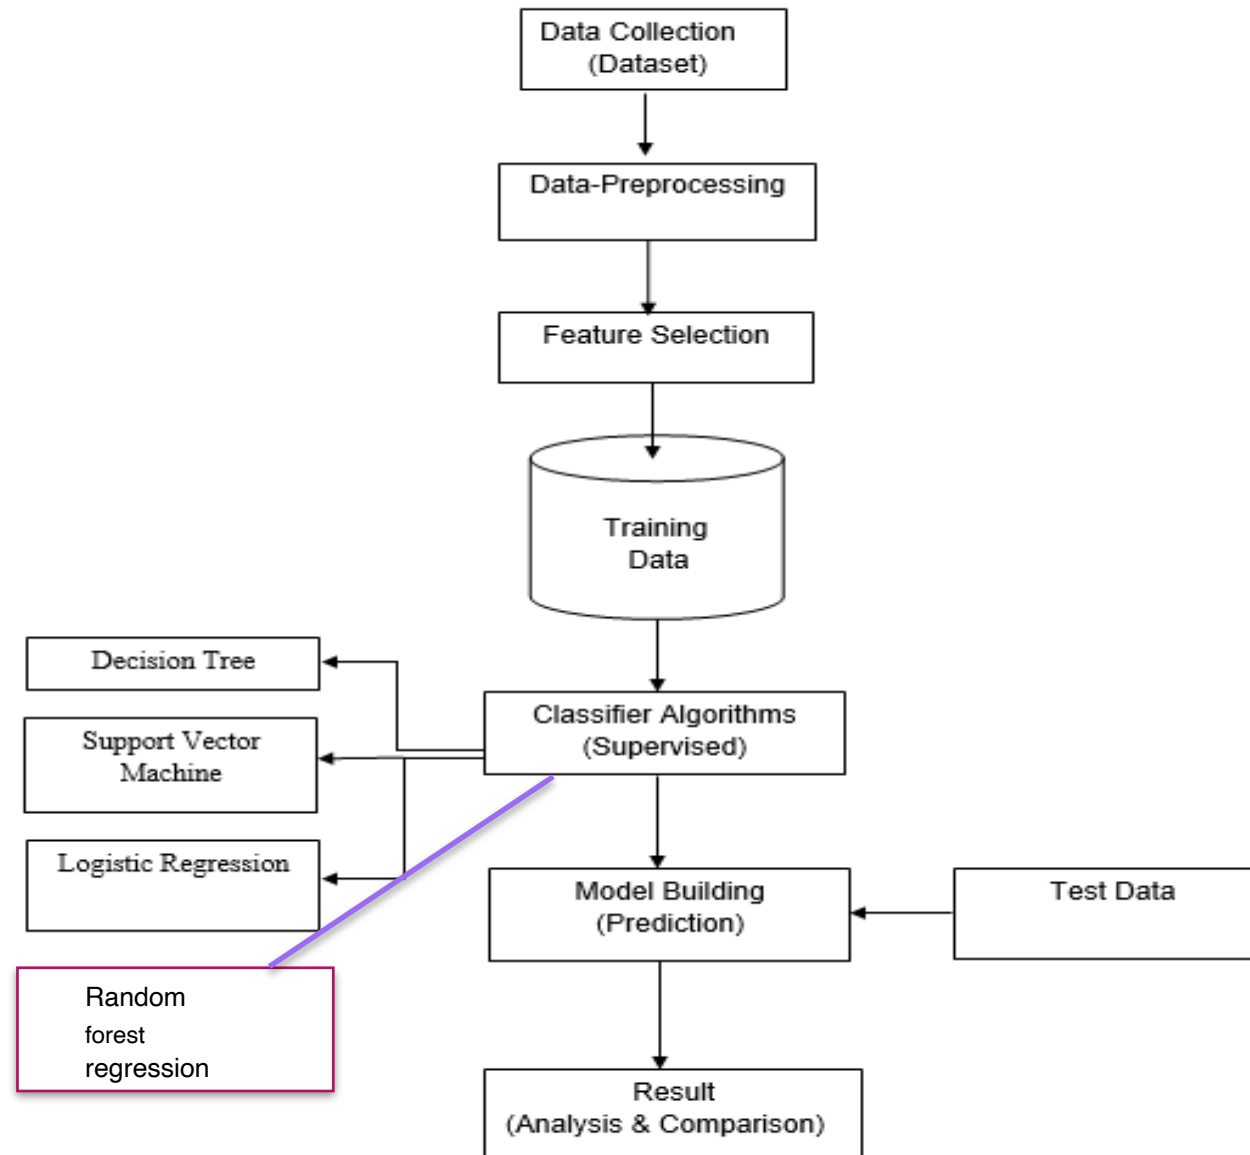 Data Collection
(Dataset)
Data-Preprocessing
Feature Selection
Training
Data
Decision Tree
Support Vector
Machine
Logistic Regression
Classifier Algorithms
(Supervised)
Model Building
(Prediction)
Test Data
Random
forest
regression
Result
(Analysis & Comparison)